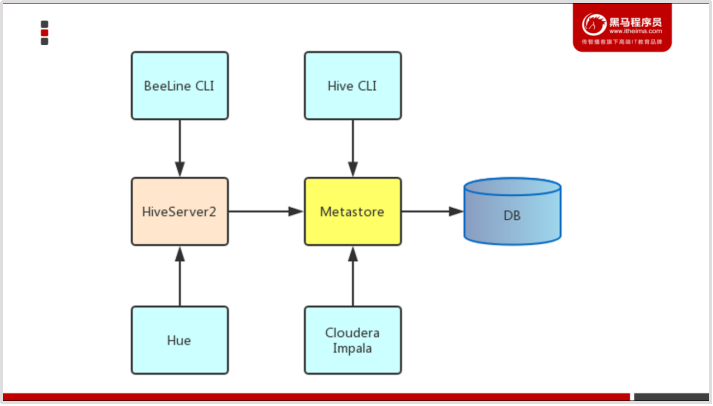 黑马程序员
www.itheima.com
传智播客旗下高端IT教育品牌
BeeLine CLI
Hive CLI
HiveServer2
Metastore
DB
Hue
Cloudera
Impala